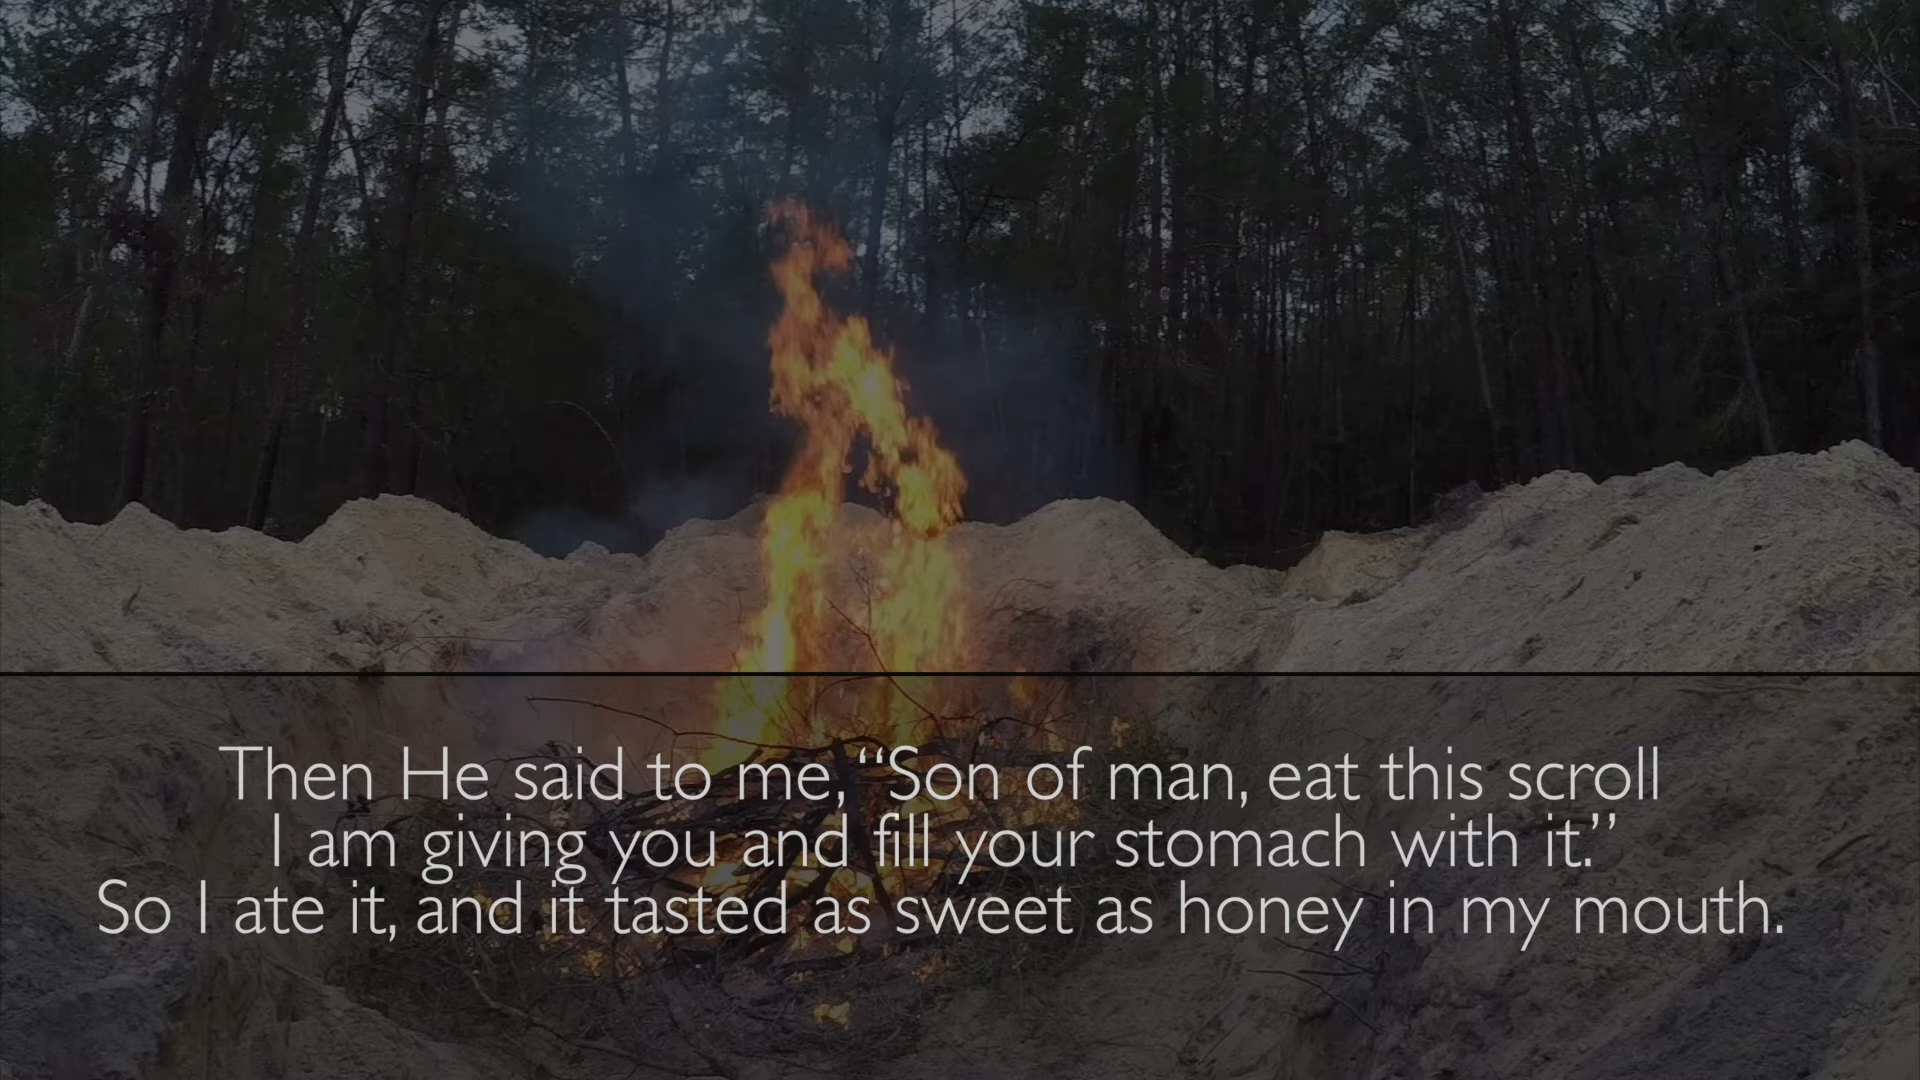 Then He said to me, “Son of man, eat this scroll
I am giving you and fill your stomach with it.”
So I ate it, and it tasted as sweet as honey in my mouth.